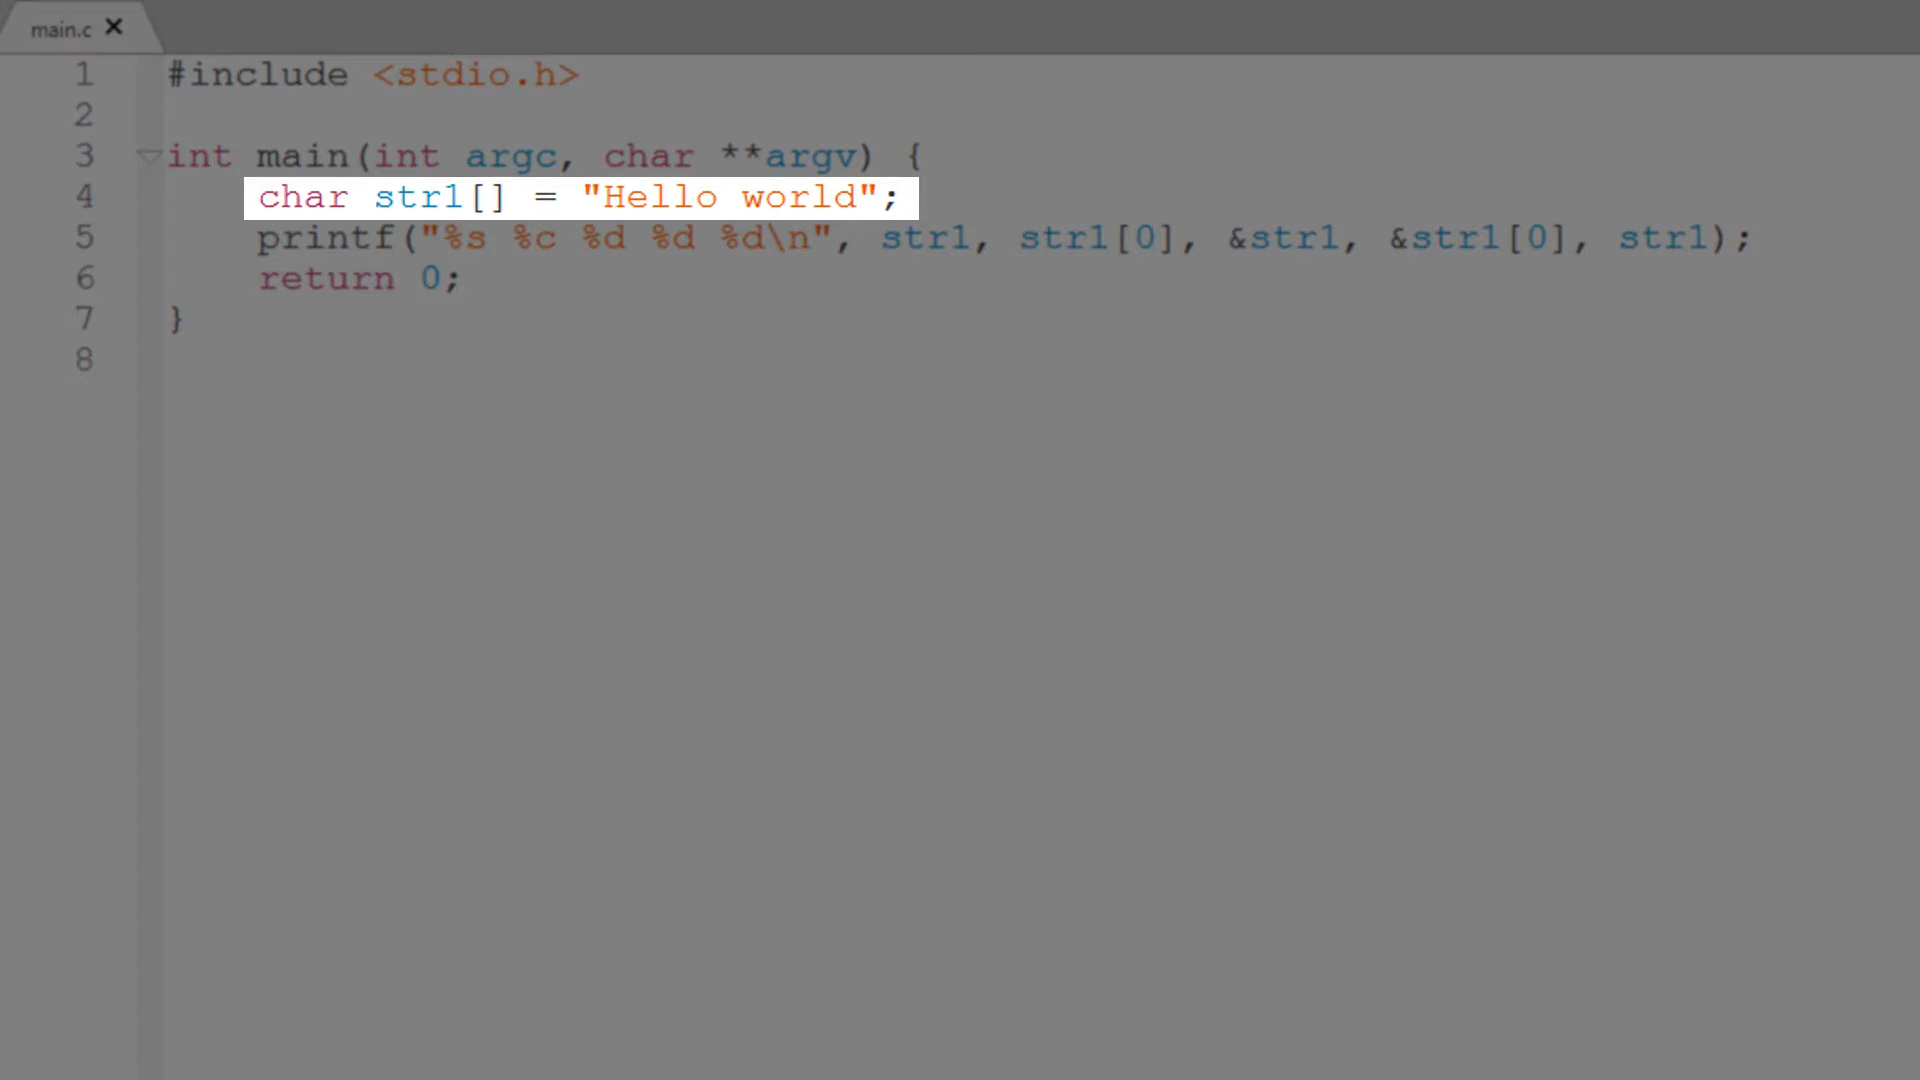 main.c ×
1 #include <stdio.h>
2
3 int main(int argc, char **argv) {
4     char str1[] = "Hello world";
5     printf("%s %c %d %d %d\n", str1, str1[0], &str1, &str1[0], str1);
6     return 0;
7 }
8